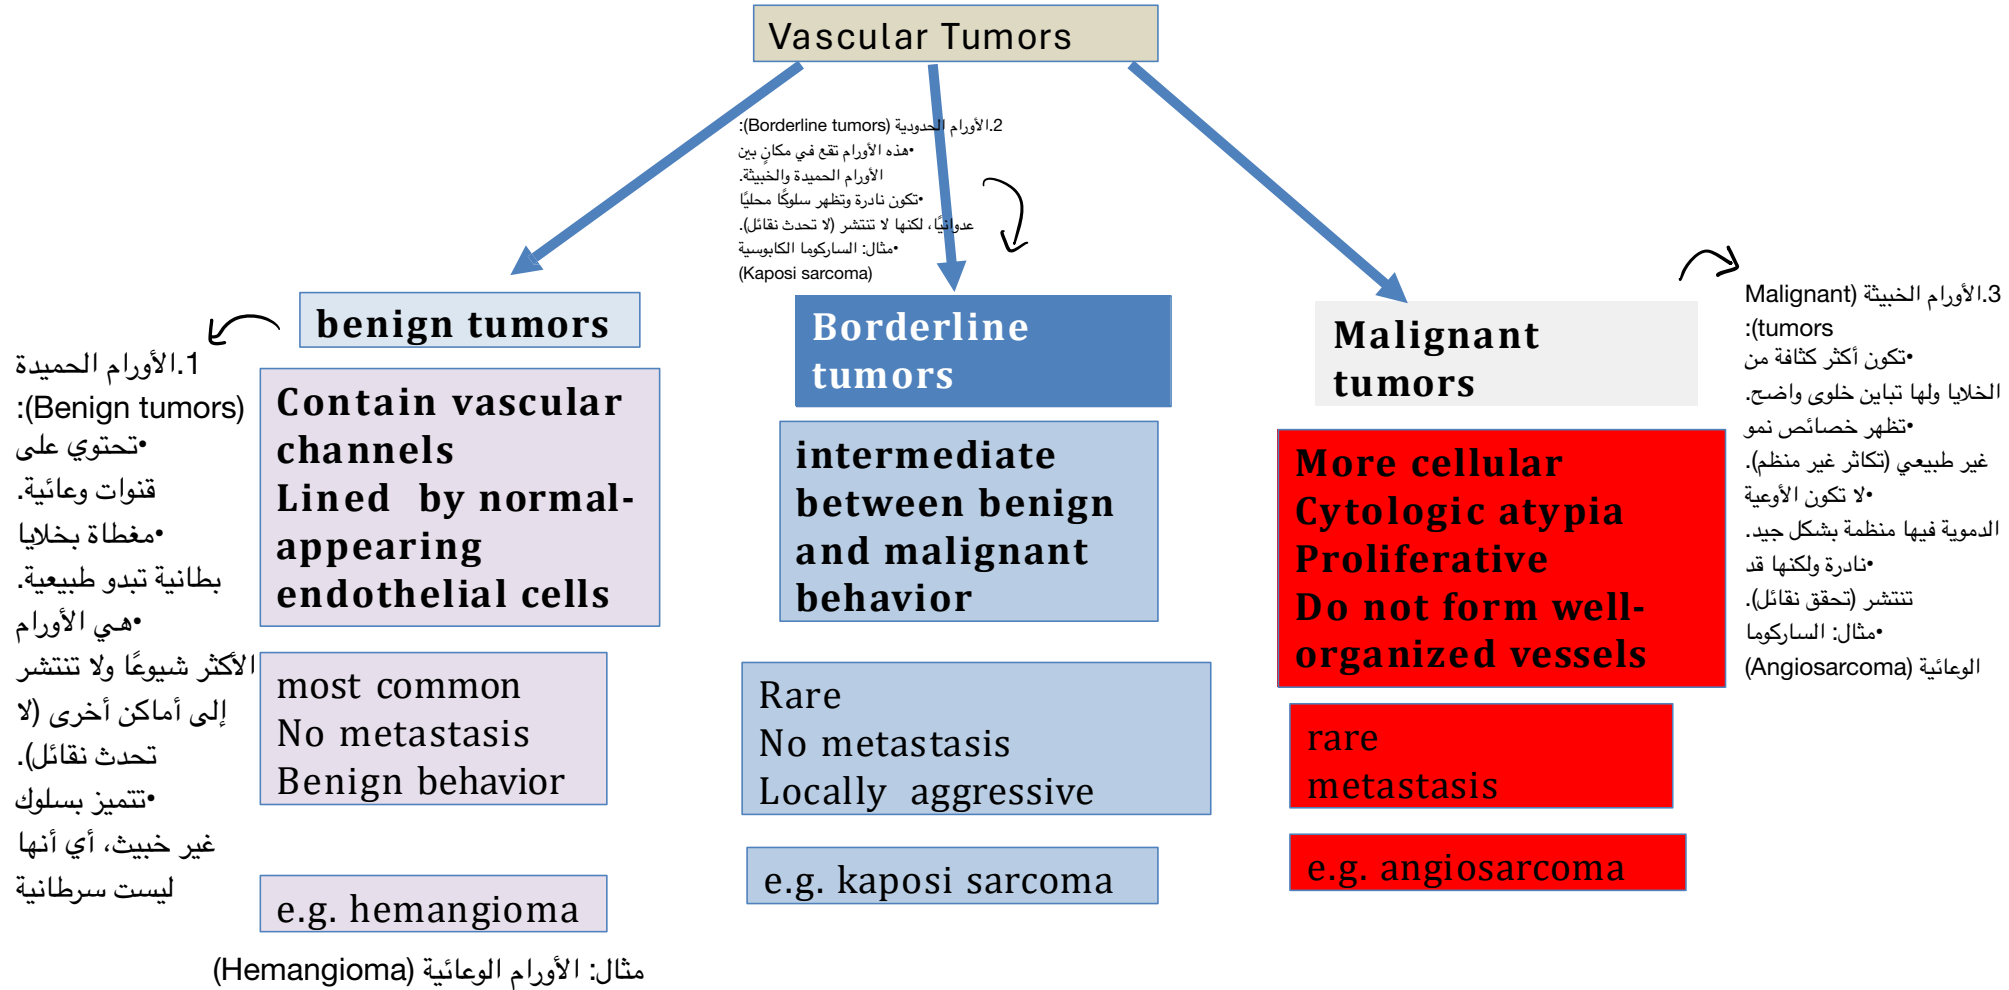 Vascular Tumors
2.الأورام الحدودية (Borderline tumors):
•هذه الأورام تقع في مكانٍ بين
الأورام الحميدة والخبيثة.
•تكون نادرة وتظهر سلوكًا محليًا
عدوانيًا، لكنها لا تنتشر (لا تحدث نقائل).
•مثال: الساركوما الكابوسية
(Kaposi sarcoma)
benign tumors
1.الأورام الحميدة
(Benign tumors):
•تحتوي على
قنوات وعائية.
•مغطاة بخلايا
بطانية تبدو طبيعية.
•هي الأورام
الأكثر شيوعًا ولا تنتشر
إلى أماكن أخرى (لا
تحدث نقائل).
•تتميز بسلوك
غير خبيث، أي أنها
ليست سرطانية
Contain vascular
channels
Lined by normal-
appearing
endothelial cells
most common
No metastasis
Benign behavior
e.g. hemangioma
مثال: الأورام الوعائية (Hemangioma)
Borderline
tumors
intermediate
between benign
and malignant
behavior
Rare
No metastasis
Locally aggressive
e.g. kaposi sarcoma
Malignant
tumors
More cellular
Cytologic atypia
Proliferative
Do not form well-
organized vessels
rare
metastasis
e.g. angiosarcoma
3.الأورام الخبيثة (Malignant
tumors):
•تكون أكثر كثافة من
الخلايا ولها تباين خلوى واضح.
•تظهر خصائص نمو
غير طبيعي (تكاثر غير منظم).
•لا تكون الأوعية
الدموية فيها منظمة بشكل جيد.
•نادرة ولكنها قد
تنتشر (تحقق نقائل).
•مثال: الساركوما
الوعائية (Angiosarcoma)